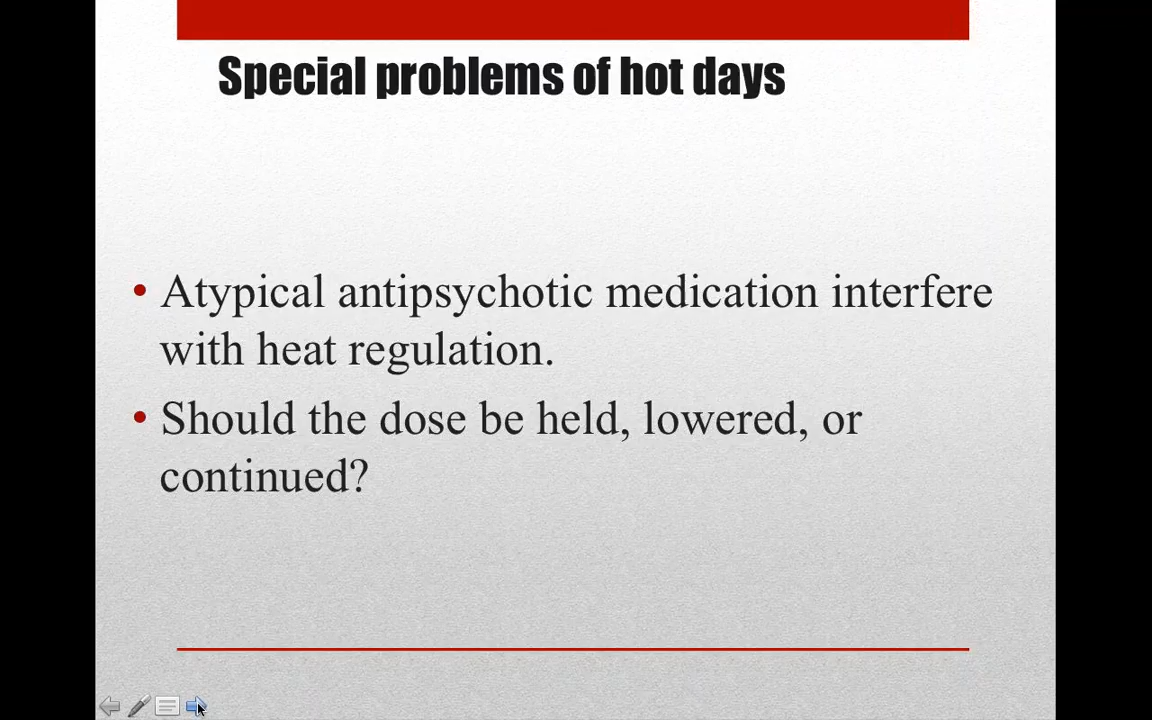 Special problems of hot days
• Atypical antipsychotic medication interfere
with heat regulation.
• Should the dose be held, lowered, or
continued?